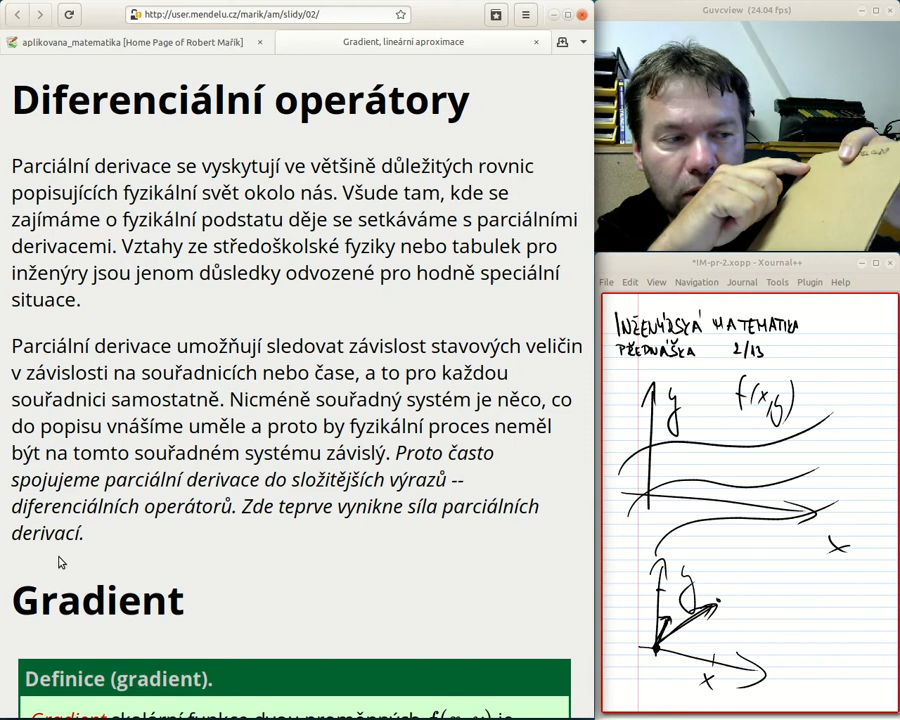 http://user.mendelu.cz/marik/am/slidy/02/
aplikovana_matematika [Home Page of Robert Mařík]
Gradient, lineární aproximace
Diferenciální operátory
Parciální derivace se vyskytují ve většině důležitých rovnic
popisujících fyzikální svět okolo nás. Všude tam, kde se
zajímáme o fyzikální podstatu děje se setkáváme s parciálními
derivacemi. Vztahy ze středoškolské fyziky nebo tabulek pro
inženýry jsou jenom důsledky odvozené pro hodně speciální
situace.
Parciální derivace umožňují sledovat závislost stavových veličin
v závislosti na souřadnicích nebo čase, a to pro každou
souřadnici samostatně. Nicméně souřadný systém je něco, co
do popisu vnášíme uměle a proto by fyzikální proces neměl
být na tomto souřadném systému závislý. Proto často
spojujeme parciální derivace do složitějších výrazů --
diferenciálních operátorů. Zde teprve vynikne síla parciálních
derivací.
Gradient
Definice (gradient).
Gradient skalární funkce dvou proměnných f(x, y) je
Guvcview (24.04 fps)
*IM-pr-2.xopp - Xournal++
File Edit View Navigation Journal Tools Plugin Help
INŽENÝRSKÁ MATEMATIKA
PŘEDNÁŠKA 2/13
y f(x,y)
x
y
x